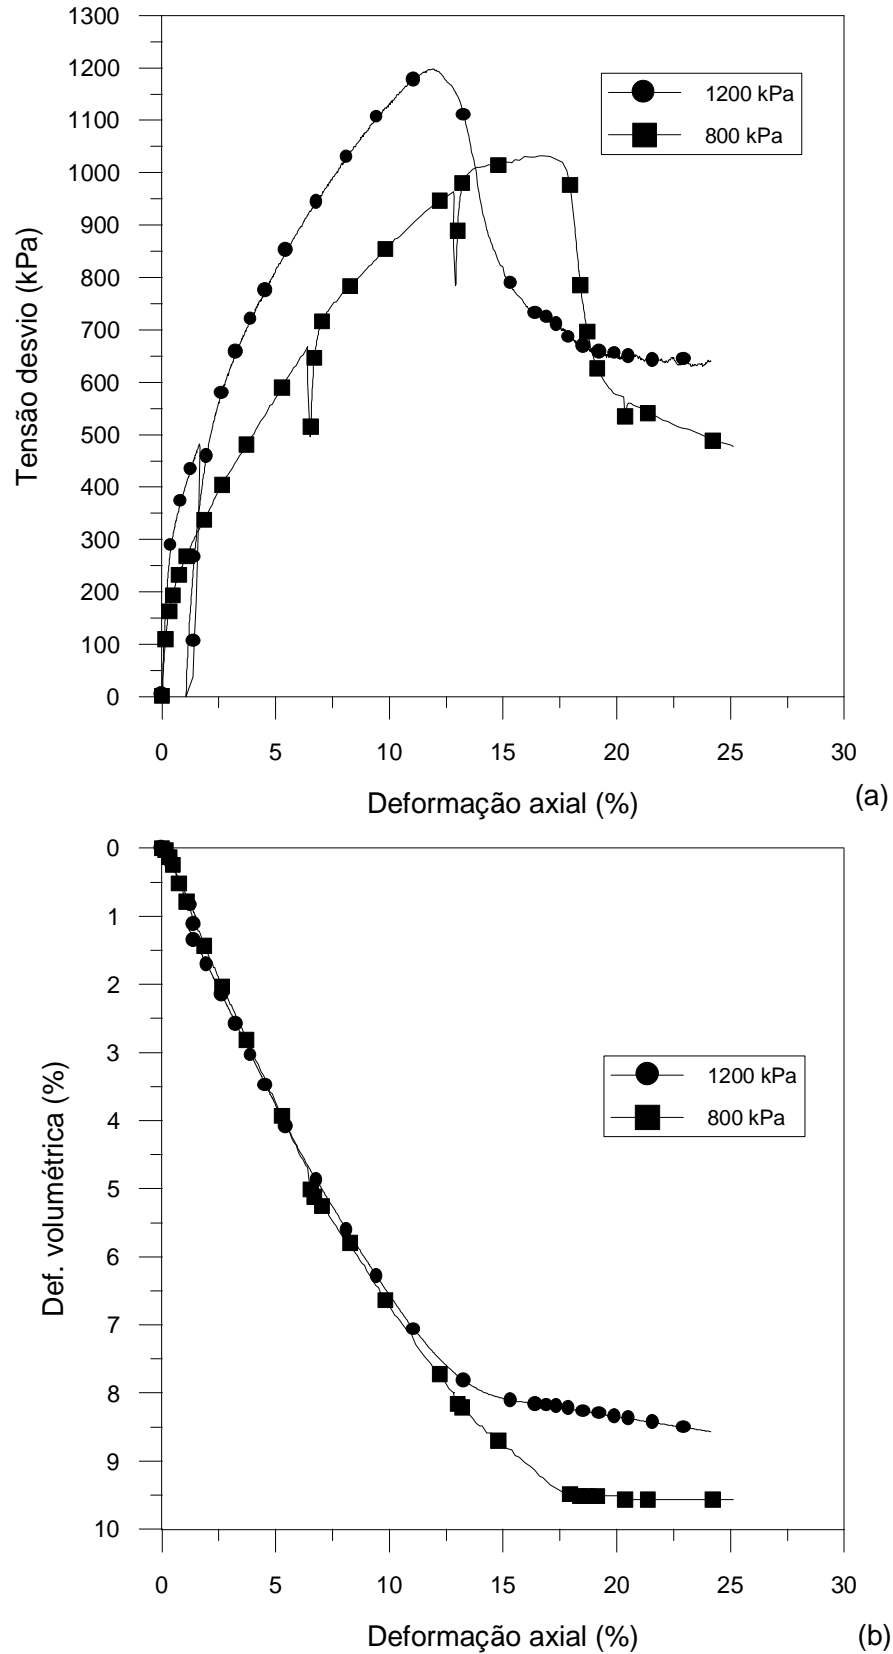 1300
1200
1100
1000
900
800
700
600
500
400
300
200
100
0
Tensão desvio (kPa)
1200 kPa
800 kPa
0 5 10 15 20 25 30
Deformação axial (%)
(a)
0
1
2
3
4
5
6
7
8
9
10
Def. volumétrica (%)
1200 kPa
800 kPa
0 5 10 15 20 25 30
Deformação axial (%)
(b)